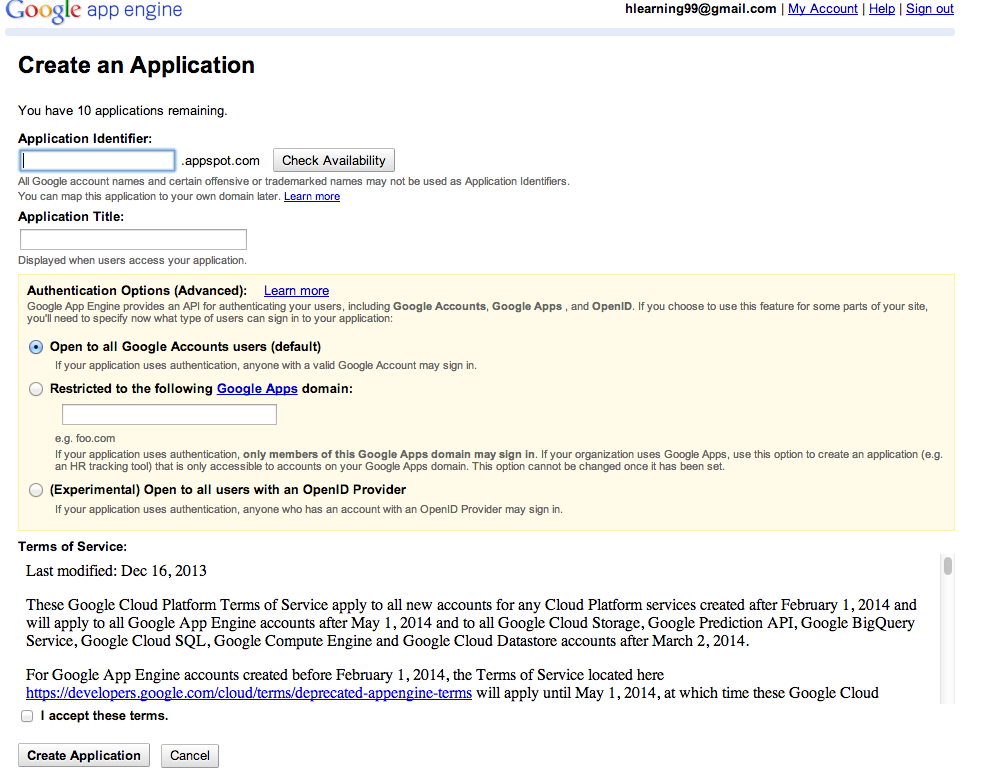 Google app engine
hlearning99@gmail.com | My Account | Help | Sign out
Create an Application
You have 10 applications remaining.
Application Identifier:
.appspot.com Check Availability
All Google account names and certain offensive or trademarked names may not be used as Application Identifiers.
You can map this application to your own domain later. Learn more
Application Title:
Displayed when users access your application.
Authentication Options (Advanced): Learn more
Google App Engine provides an API for authenticating your users, including Google Accounts, Google Apps , and OpenID. If you choose to use this feature for some parts of your site,
you'll need to specify now what type of users can sign in to your application:
Open to all Google Accounts users (default)
If your application uses authentication, anyone with a valid Google Account may sign in.
Restricted to the following Google Apps domain:
e.g. foo.com
If your application uses authentication, only members of this Google Apps domain may sign in. If your organization uses Google Apps, use this option to create an application (e.g.
an HR tracking tool) that is only accessible to accounts on your Google Apps domain. This option cannot be changed once it has been set.
(Experimental) Open to all users with an OpenID Provider
If your application uses authentication, anyone who has an account with an OpenID Provider may sign in.
Terms of Service:
Last modified: Dec 16, 2013
These Google Cloud Platform Terms of Service apply to all new accounts for any Cloud Platform services created after February 1, 2014 and
will apply to all Google App Engine accounts after May 1, 2014 and to all Google Cloud Storage, Google Prediction API, Google BigQuery
Service, Google Cloud SQL, Google Compute Engine and Google Cloud Datastore accounts after March 2, 2014.
For Google App Engine accounts created before February 1, 2014, the Terms of Service located here
https://developers.google.com/cloud/terms/deprecated-appengine-terms will apply until May 1, 2014, at which time these Google Cloud
I accept these terms.
Create Application Cancel